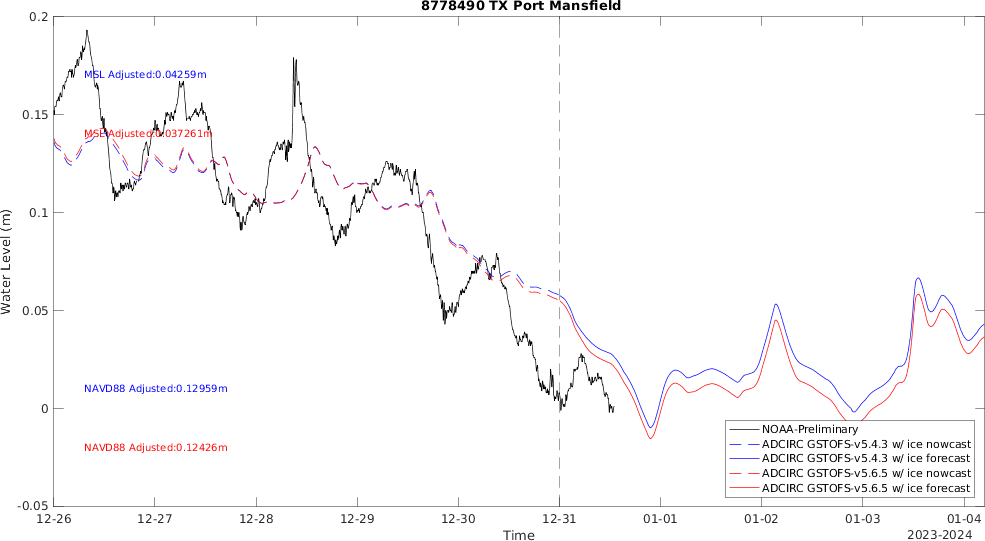 8778490 TX Port Mansfield
0.2
0.15
0.1
0.05
0
-0.05
Water Level (m)
MSL Adjusted:0.04259m
MSL Adjusted:0.037261m
NAVD88 Adjusted:0.12959m
NAVD88 Adjusted:0.12426m
NOAA-Preliminary
ADCIRC GSTOFS-v5.4.3 w/ ice nowcast
ADCIRC GSTOFS-v5.4.3 w/ ice forecast
ADCIRC GSTOFS-v5.6.5 w/ ice nowcast
ADCIRC GSTOFS-v5.6.5 w/ ice forecast
12-26 12-27 12-28 12-29 12-30 12-31 01-01 01-02 01-03 01-04
Time
2023-2024